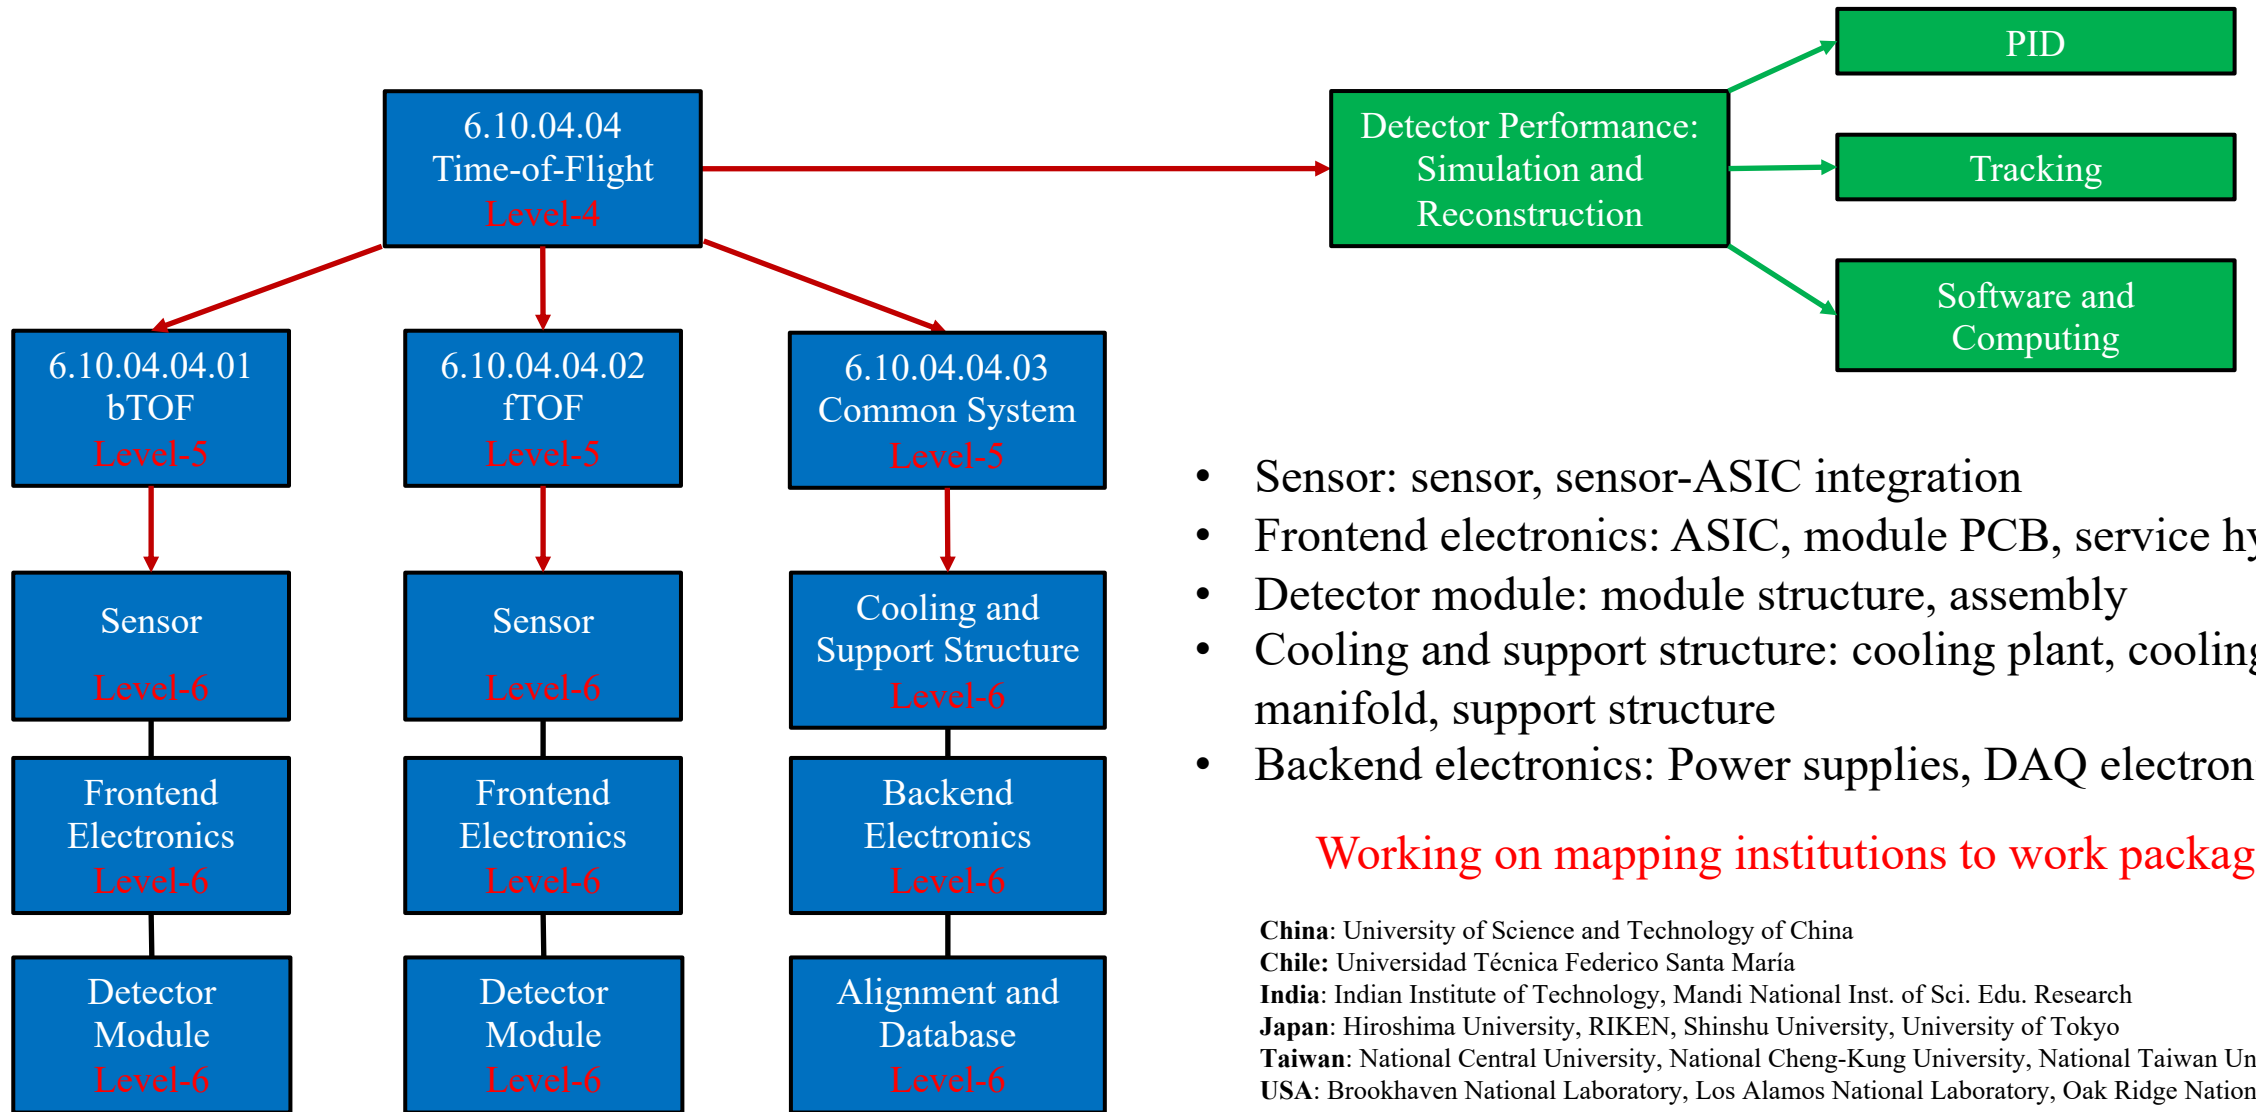 6.10.04.04
Time-of-Flight
Level-4
Detector Performance:
Simulation and
Reconstruction
PID
Tracking
Software and
Computing
6.10.04.04.01
bTOF
Level-5
6.10.04.04.02
fTOF
Level-5
6.10.04.04.03
Common System
Level-5
Sensor
Level-6
Sensor
Level-6
Cooling and
Support Structure
Level-6
Frontend
Electronics
Level-6
Frontend
Electronics
Level-6
Backend
Electronics
Level-6
Detector
Module
Level-6
Detector
Module
Level-6
Alignment and
Database
Level-6
• Sensor: sensor, sensor-ASIC integration
• Frontend electronics: ASIC, module PCB, service
• Detector module: module structure, assembly
• Cooling and support structure: cooling plant, cooling
manifold, support structure
• Backend electronics: Power supplies, DAQ
Working on mapping institutions to work
China: University of Science and Technology of China
Chile: Universidad Técnica Federico Santa María
India: Indian Institute of Technology, Mandi National Inst. of Sci. Edu. Research
Japan: Hiroshima University, RIKEN, Shinshu University, University of Tokyo
Taiwan: National Central University, National Cheng-Kung University, National Taiwan
USA: Brookhaven National Laboratory, Los Alamos National Laboratory, Oak Ridge